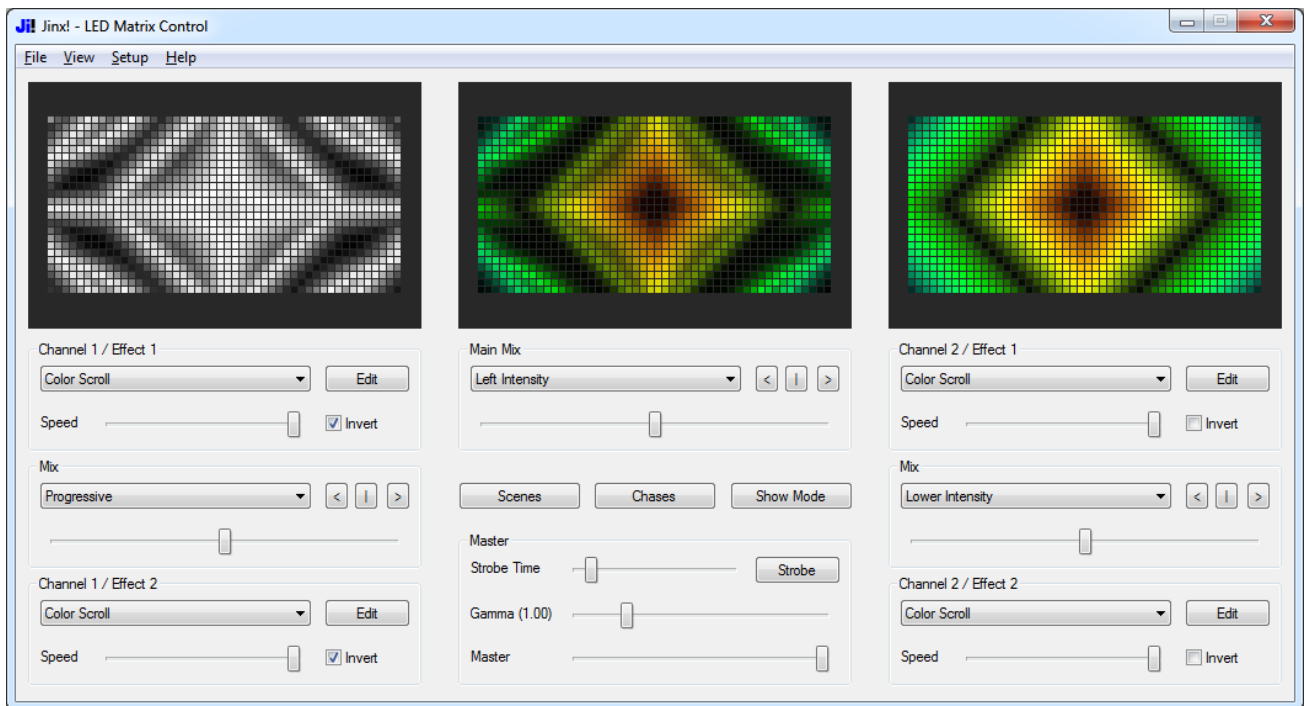 Ji! Jinx! - LED Matrix Control
File View Setup Help
Channel 1 / Effect 1
Color Scroll Edit
Speed Invert
Mix
Progressive < | >
Channel 1 / Effect 2
Color Scroll Edit
Speed Invert
Main Mix
Left Intensity < | >
Scenes Chases Show Mode
Master
Strobe Time Strobe
Gamma (1.00)
Master
Channel 2 / Effect 1
Color Scroll Edit
Speed Invert
Mix
Lower Intensity < | >
Channel 2 / Effect 2
Color Scroll Edit
Speed Invert